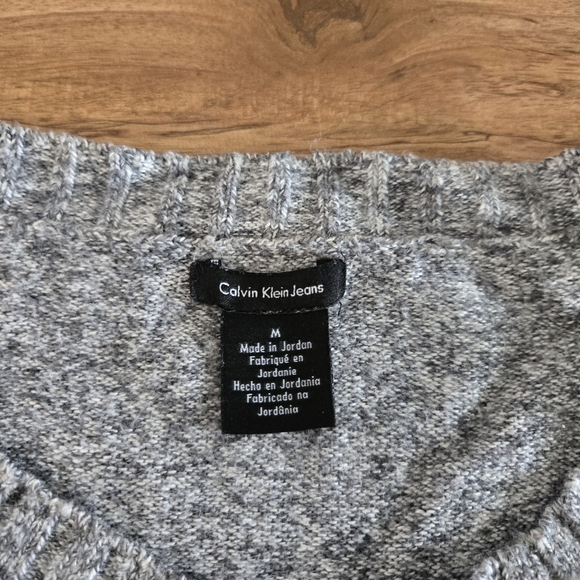 Calvin Klein Jeans
M
Made in Jordan
Fabriqué en
Jordanie
Hecho en Jordania
Fabricado na
Jordânia